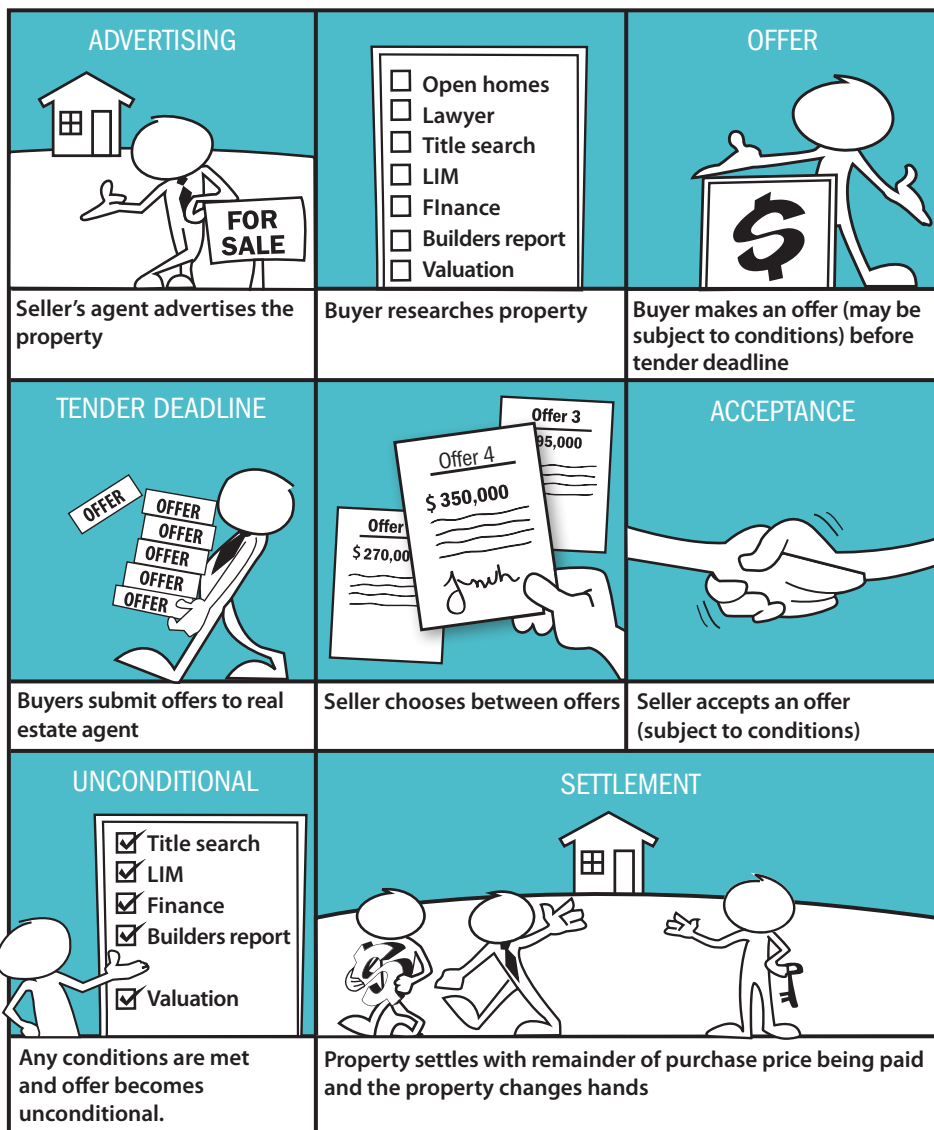 ADVERTISING
FOR
SALE
Seller's agent advertises the
property
Open homes
Lawyer
Title search
LIM
FInance
Builders report
Valuation
Buyer researches property
OFFER
$
Buyer makes an offer (may be
subject to conditions) before
tender deadline
TENDER DEADLINE
OFFER
OFFER
OFFER
OFFER
OFFER
OFFER
Buyers submit offers to real
estate agent
Offer 3
95,000
Offer 4
$ 350,000
Offer
$ 270,00
Seller chooses between offers
ACCEPTANCE
Seller accepts an offer
(subject to conditions)
UNCONDITIONAL
Title search
LIM
Finance
Builders report
Valuation
Any conditions are met
and offer becomes
unconditional.
SETTLEMENT
Property settles with remainder of purchase price being paid
and the property changes hands